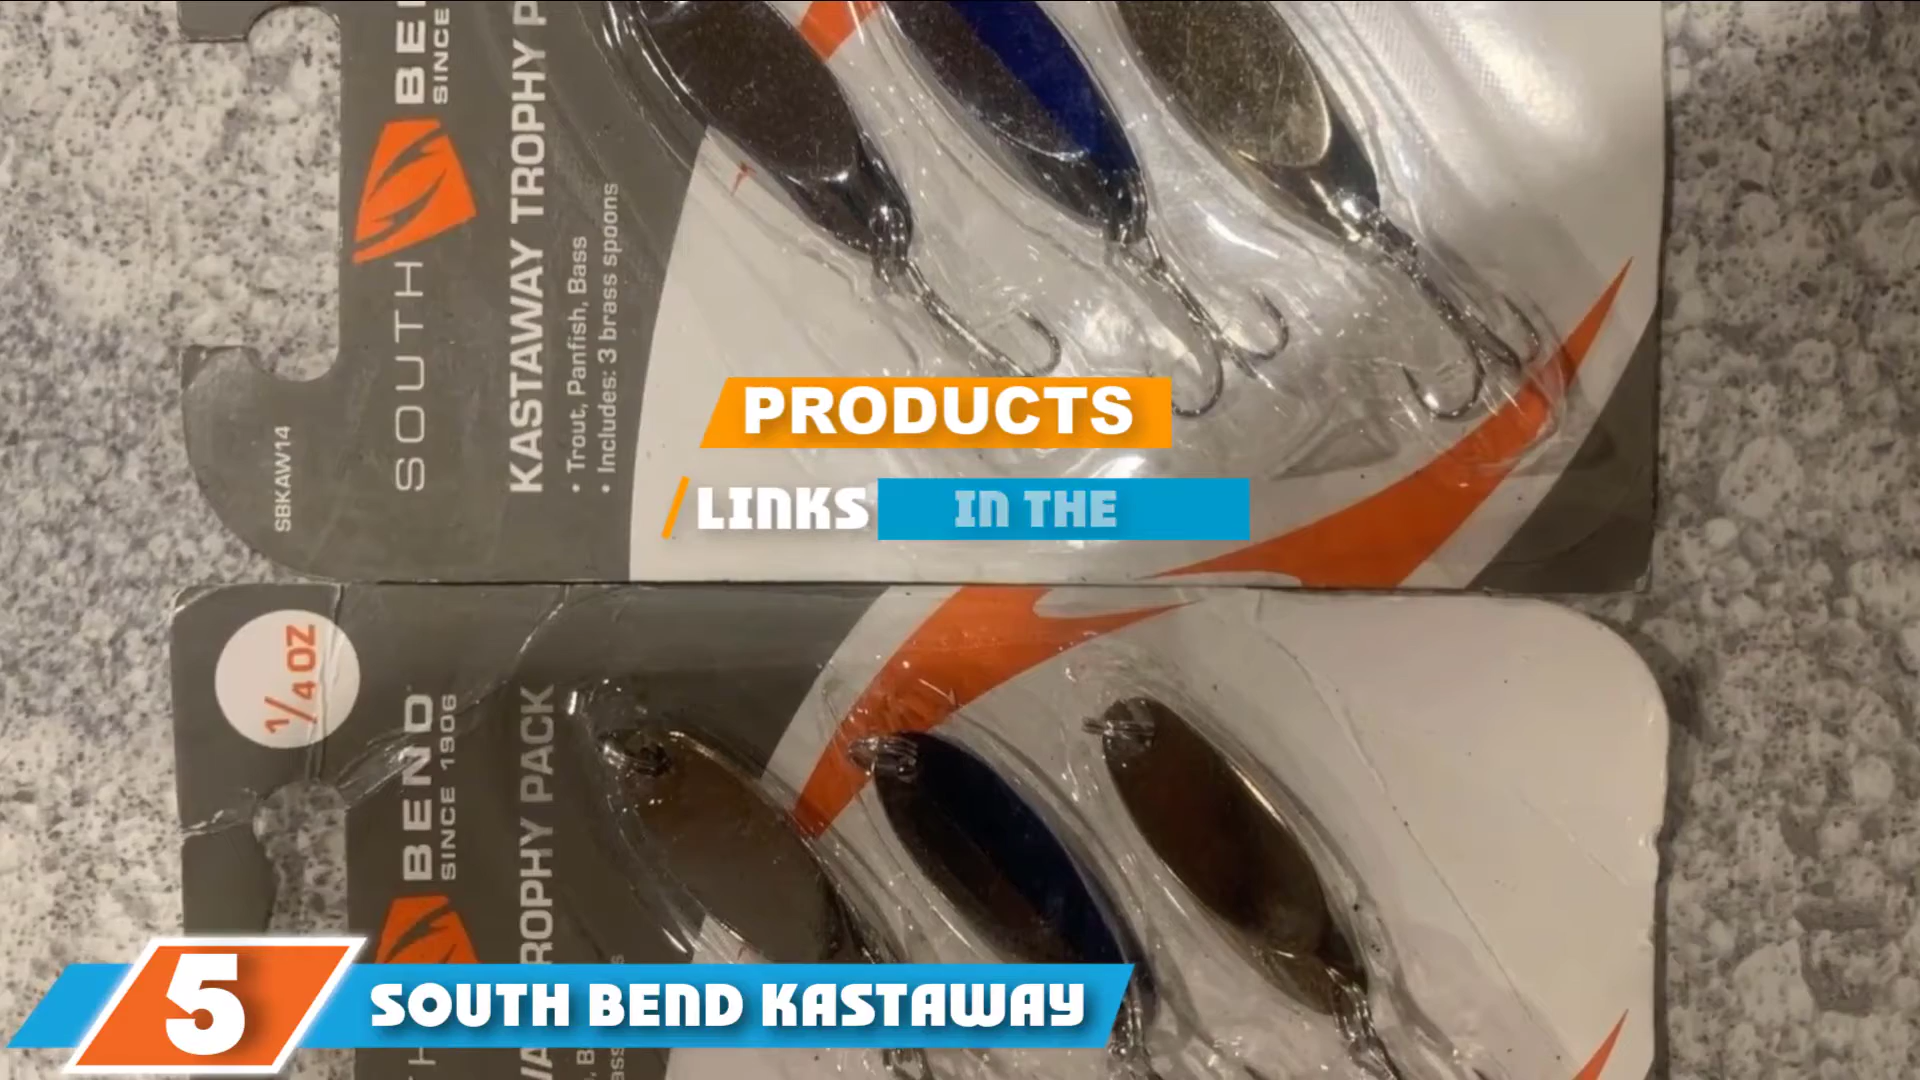 SOUTH BEN
SINCE
KASTAWAY TROPHY P
• Trout, Panfish, Bass
• Includes: 3 brass spoons
SBKAW14
PRODUCTS
LINKS IN THE
1/4 OZ
BEND
SINCE 1906
TROPHY PACK
5
SOUTH BEND KASTAWAY